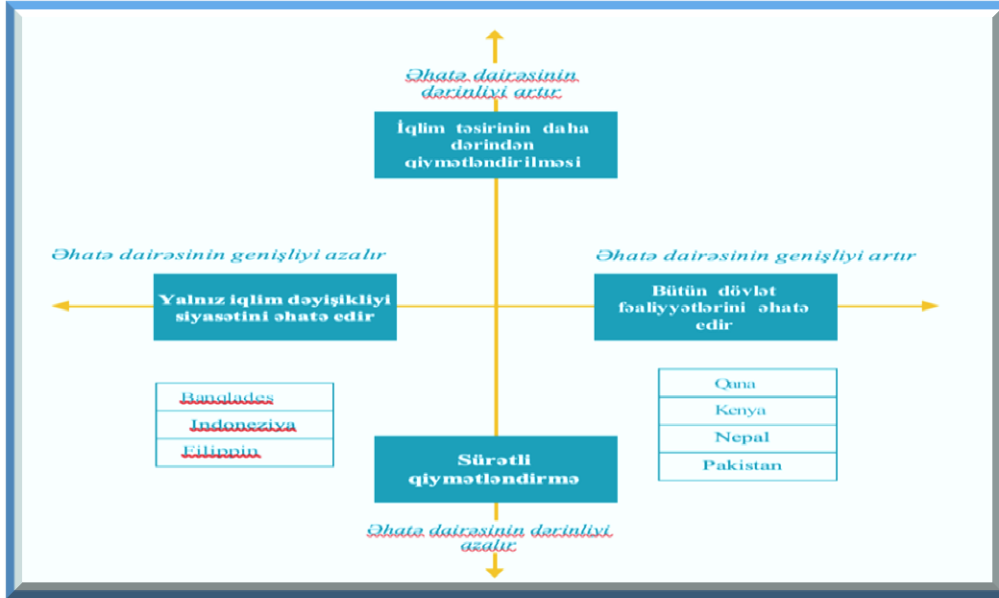 Əhatə dairəsinin
dərinliyi artır
İqlim təsirinin daha
dərindən
qiymətləndirilməsi
Əhatə dairəsinin genişliyi azalır
Əhatə dairəsinin genişliyi artır
Yalnız iqlim dəyişikliyi
siyasətini əhatə edir
Bütün dövlət
fəaliyyətlərini əhatə
edir
Banqlades
Indoneziya
Filippin
Qana
Kenya
Nepal
Pakistan
Sürətli
qiymətləndirmə
Əhatə dairəsinin dərinliyi
azalır